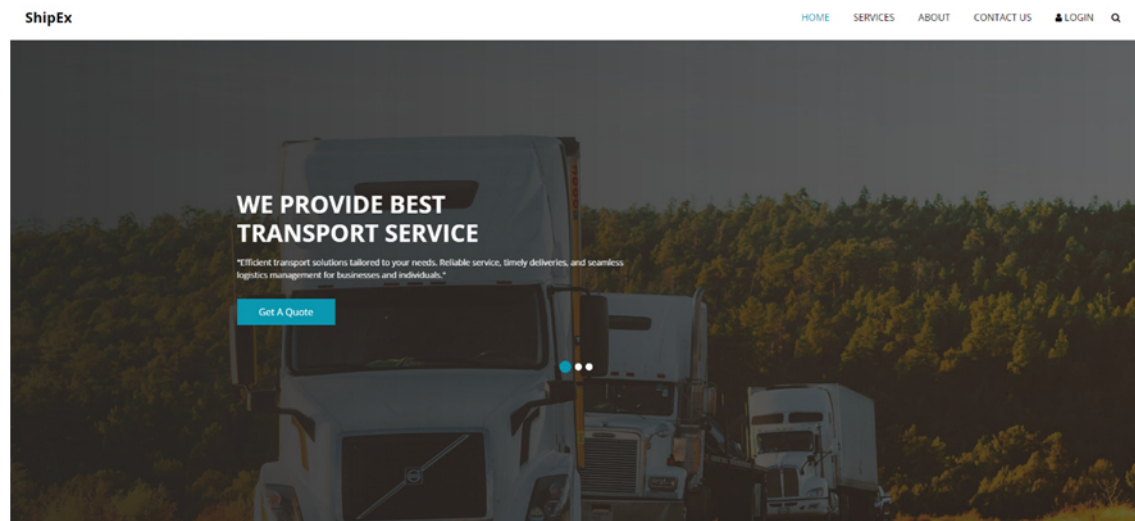 ShipEx
HOME SERVICES ABOUT CONTACT US LOGIN
WE PROVIDE BEST
TRANSPORT SERVICE
"Efficient transport solutions tailored to your needs. Reliable service, timely deliveries, and seamless
logistics management for businesses and individuals."
Get A Quote